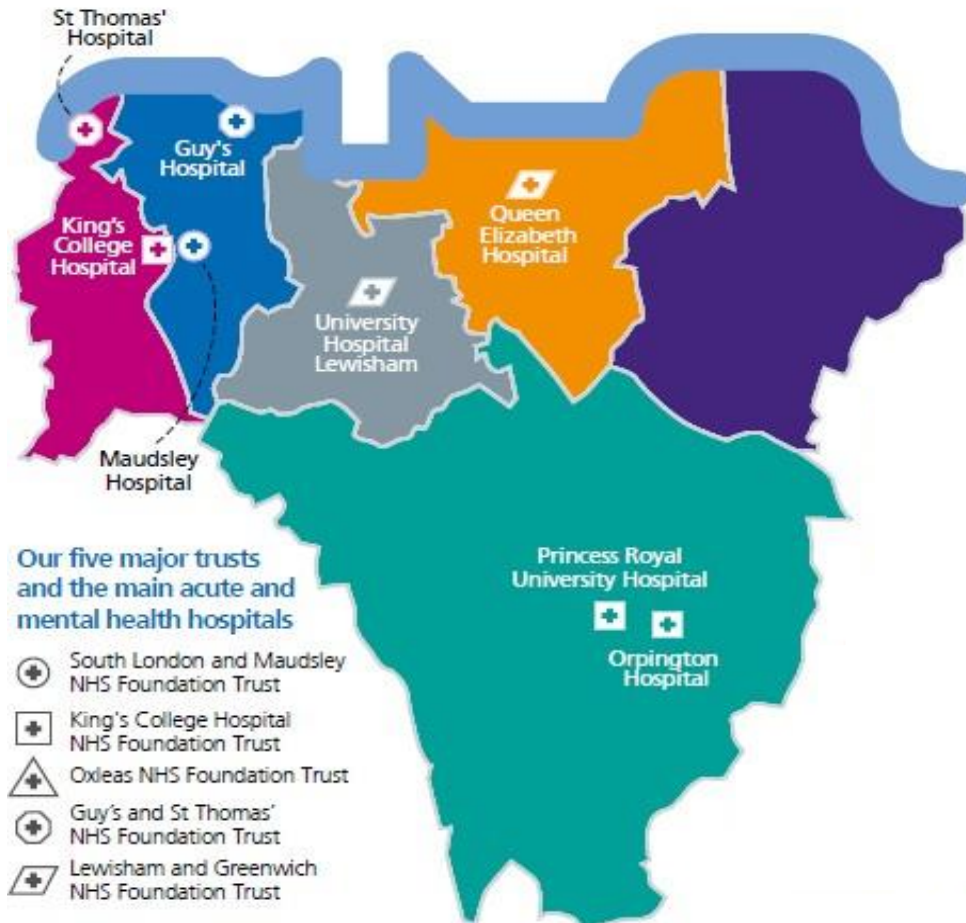 St Thomas'
Hospital
Guy's
Hospital
King's
College
Hospital
Queen
Elizabeth
Hospital
University
Hospital
Lewisham
Maudsley
Hospital
Princess Royal
University Hospital
Orpington
Hospital
Our five major trusts
and the main acute and
mental health hospitals
South London and Maudsley
NHS Foundation Trust
King's College Hospital
NHS Foundation Trust
Oxleas NHS Foundation Trust
Guy's and St Thomas'
NHS Foundation Trust
Lewisham and Greenwich
NHS Foundation Trust